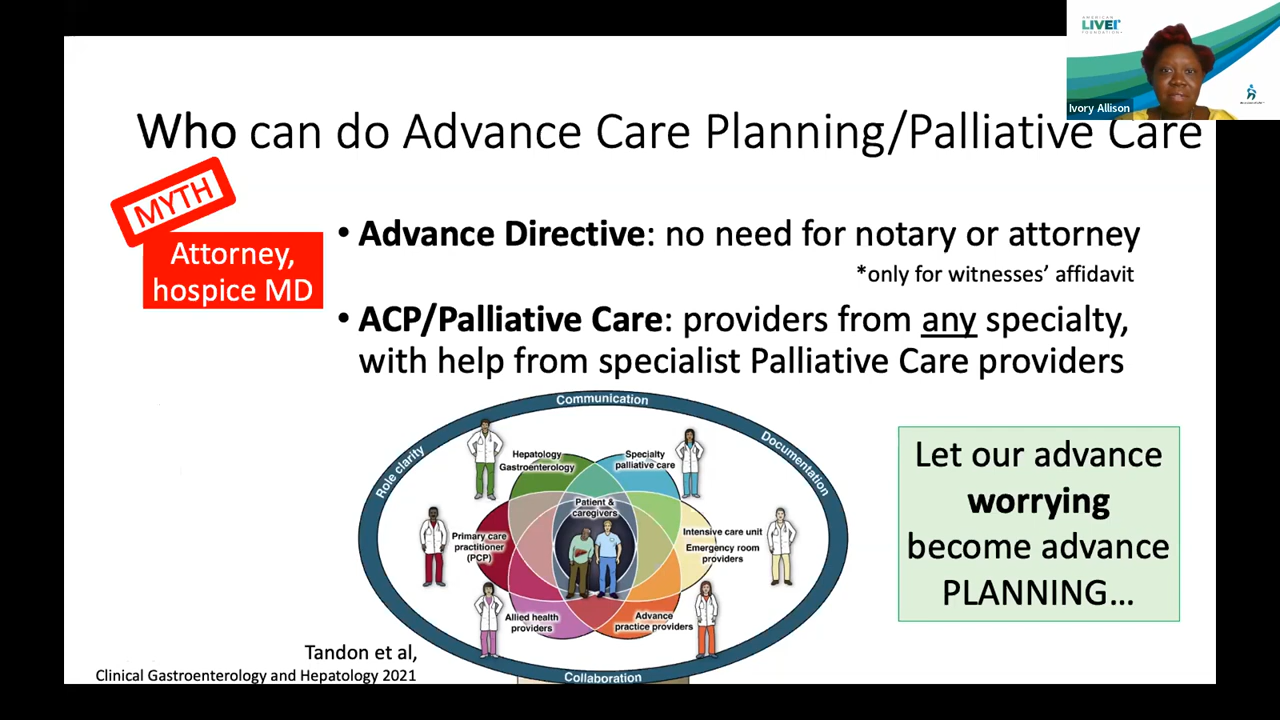 AMERICAN
LIVER
FOUNDATION
Ivory Allison
Who can do Advance Care Planning/Palliative Care
MYTH
Attorney,
hospice MD
• Advance Directive: no need for notary or attorney
*only for witnesses’ affidavit
• ACP/Palliative Care: providers from any specialty,
with help from specialist Palliative Care providers
Communication
Role clarity
Documentation
Hepatology
Gastroenterology
Specialty
palliative care
Patient &
caregivers
Primary care
practitioner
(PCP)
Intensive care unit
Emergency room
providers
Allied health
providers
Advance
practice providers
Collaboration
Let our advance
worrying
become advance
PLANNING...
Tandon et al,
Clinical Gastroenterology and Hepatology 2021